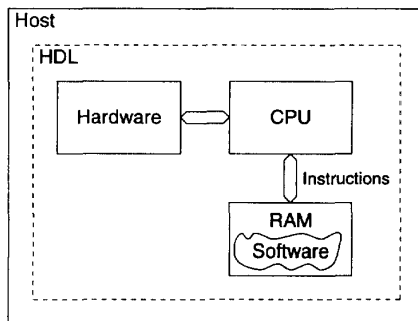 Host
HDL
Hardware
CPU
Instructions
RAM
Software